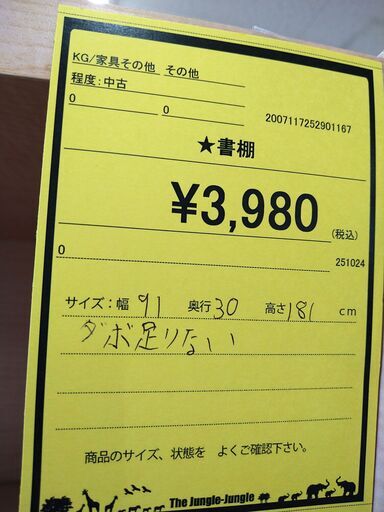 KG/家具その他 その他
程度:中古
0 0 2007117252901167
★書棚
¥3,980 (税込)
0 251024
サイズ:幅 91 奥行 30 高さ 181 cm
ダボ足りない
商品のサイズ、状態を よくご確認下さい。
The Jungle-Jungle